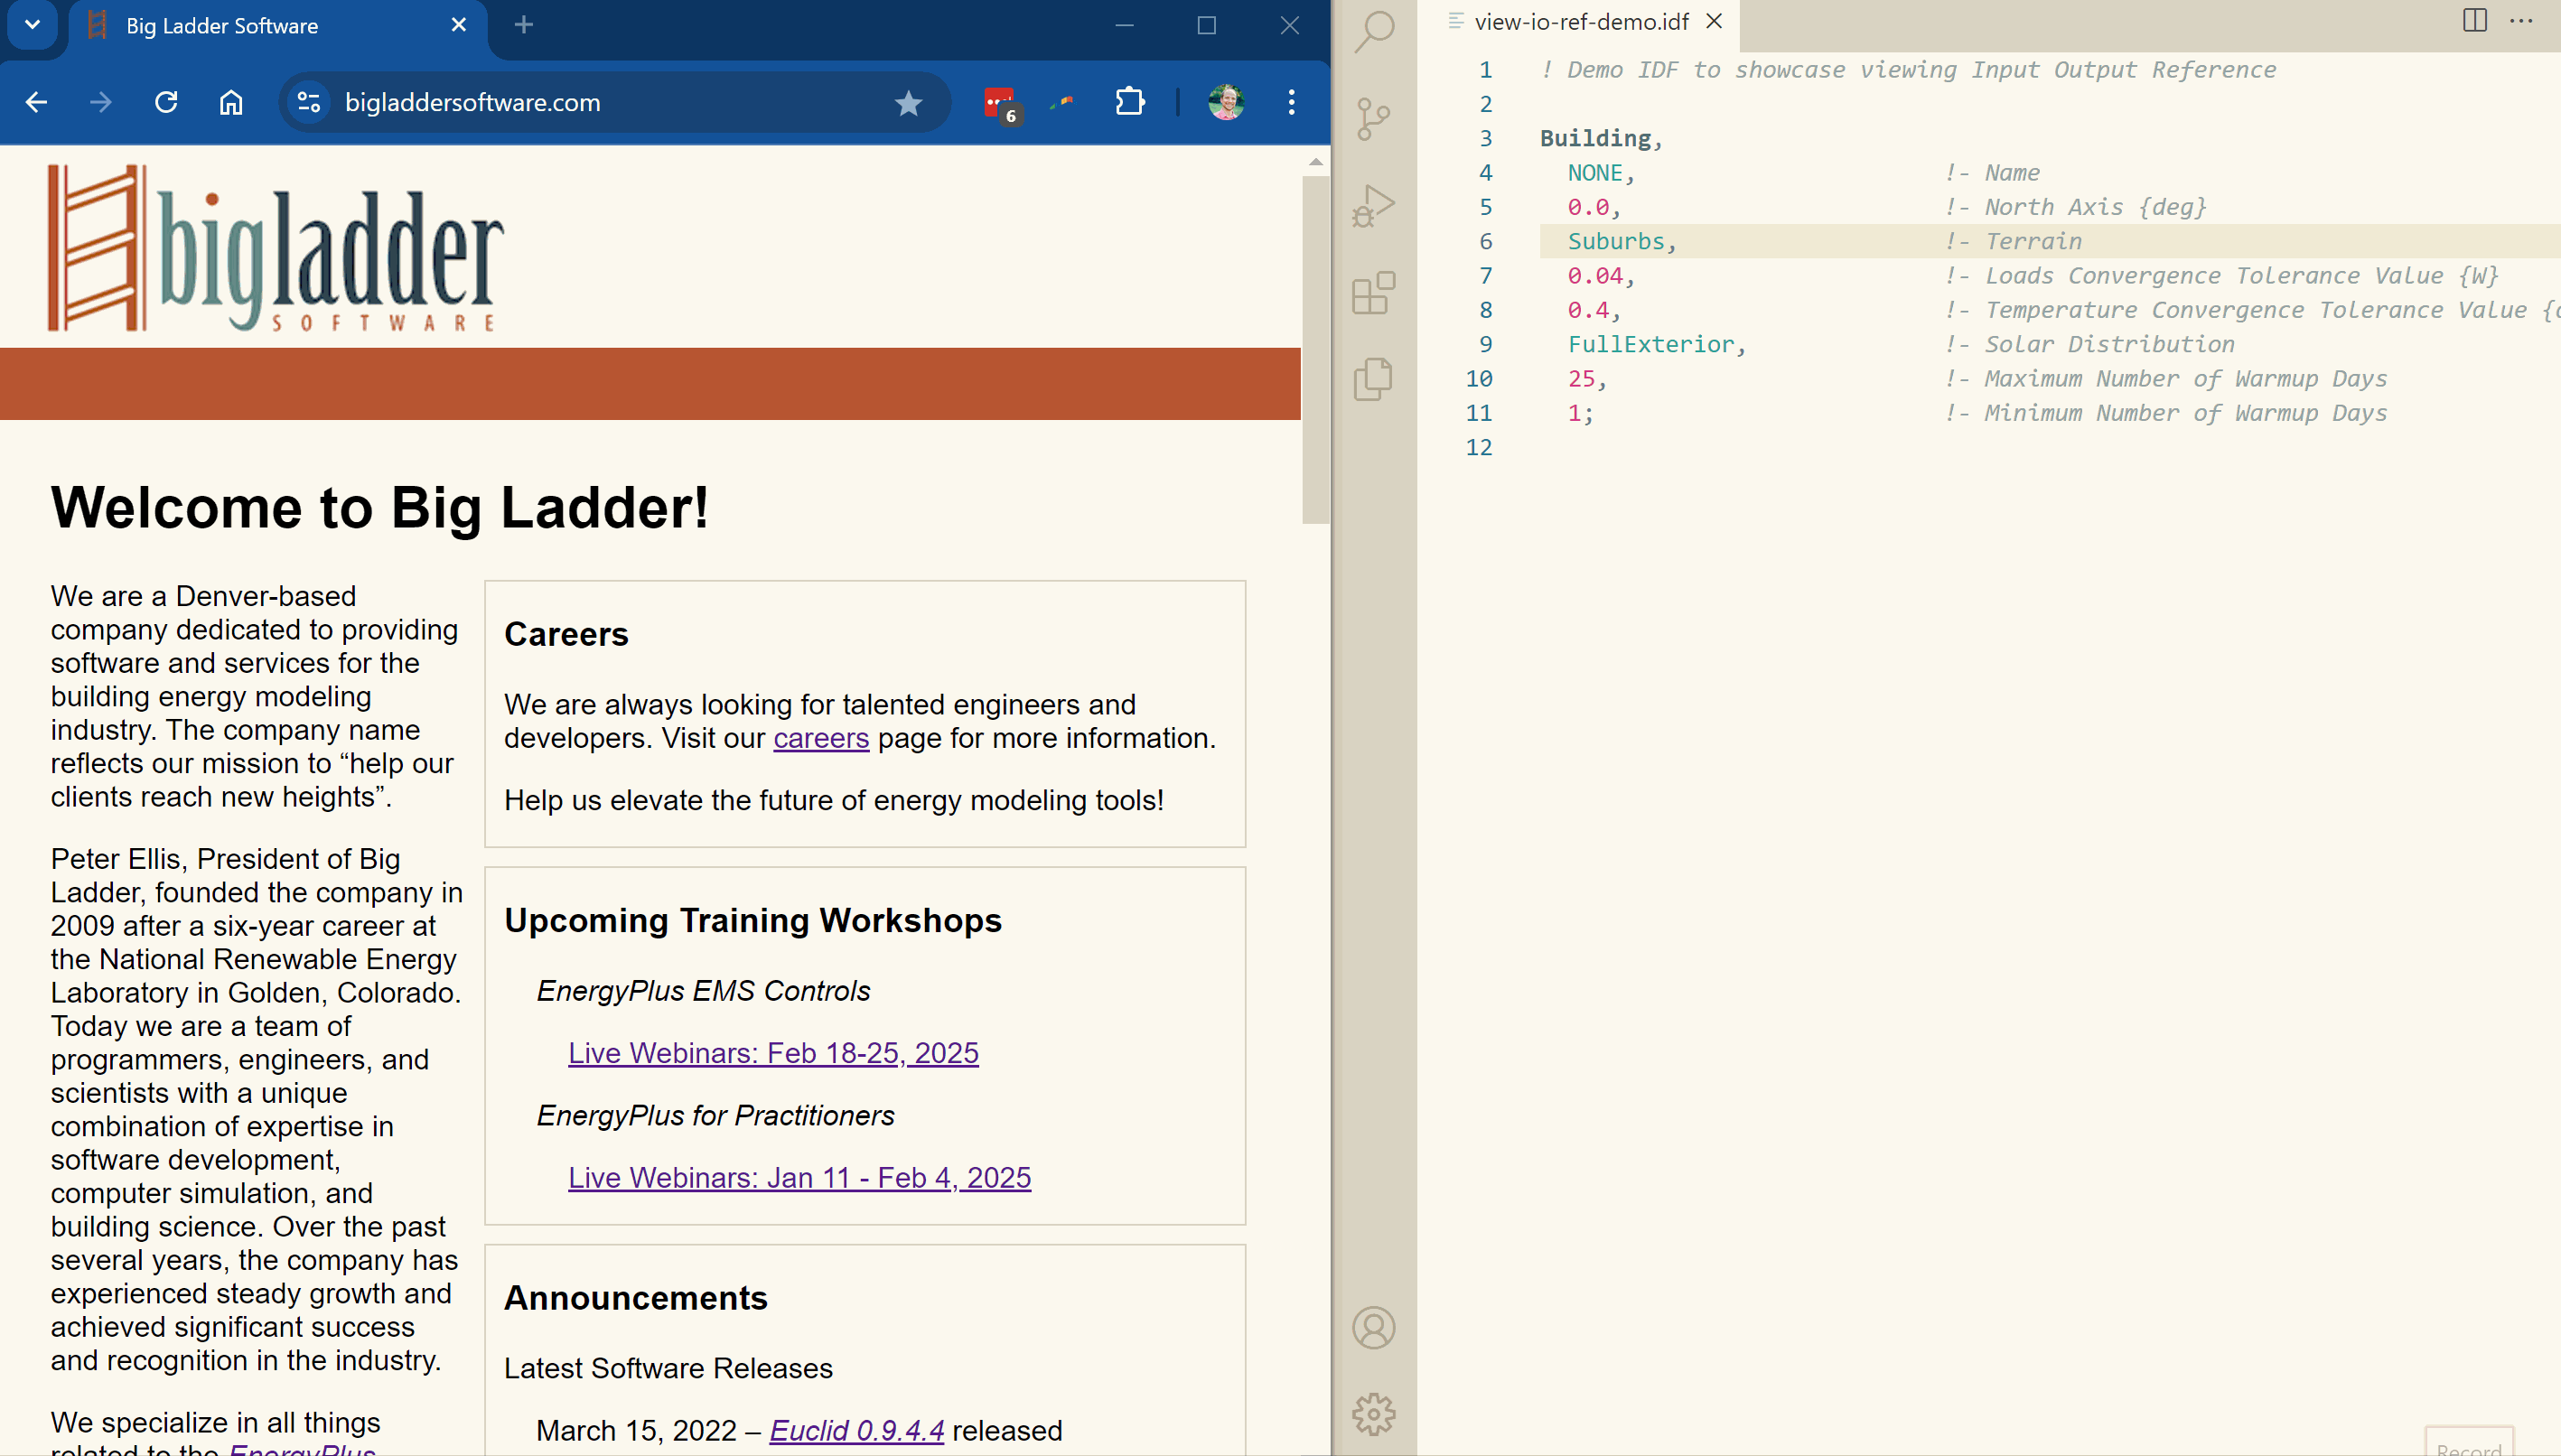 Big Ladder Software
bigladdersoftware.com
6
bigladder
SOFTWARE
Welcome to Big Ladder!
We are a Denver-based
company dedicated to providing
software and services for the
building energy modeling
industry. The company name
reflects our mission to “help our
clients reach new heights”.
Peter Ellis, President of Big
Ladder, founded the company in
2009 after a six-year career at
the National Renewable Energy
Laboratory in Golden, Colorado.
Today we are a team of
programmers, engineers, and
scientists with a unique
combination of expertise in
software development,
computer simulation, and
building science. Over the past
several years, the company has
experienced steady growth and
achieved significant success
and recognition in the industry.
We specialize in all things
related to the EnergyPlus
Careers
We are always looking for talented engineers and
developers. Visit our careers page for more information.
Help us elevate the future of energy modeling tools!
Upcoming Training Workshops
EnergyPlus EMS Controls
Live Webinars: Feb 18-25, 2025
EnergyPlus for Practitioners
Live Webinars: Jan 11 - Feb 4, 2025
Announcements
Latest Software Releases
March 15, 2022 – Euclid 0.9.4.4 released
view-io-ref-demo.idf
1 ! Demo IDF to showcase viewing Input Output Reference
2
3 Building,
4 NONE, !- Name
5 0.0, !- North Axis {deg}
6 Suburbs, !- Terrain
7 0.04, !- Loads Convergence Tolerance Value {W}
8 0.4, !- Temperature Convergence Tolerance Value {
9 FullExterior, !- Solar Distribution
10 25, !- Maximum Number of Warmup Days
11 1; !- Minimum Number of Warmup Days
12
Record